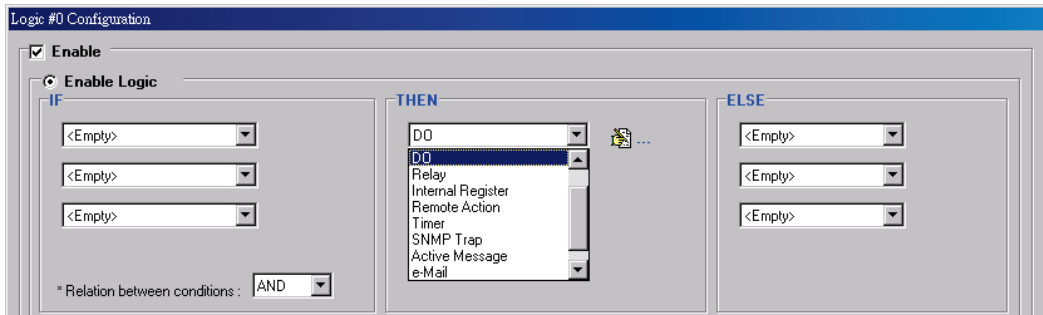 Logic #0 Configuration
Enable
Enable Logic
IF
<Empty>
<Empty>
<Empty>
* Relation between conditions : AND
THEN
DO
...
DO
Relay
Internal Register
Remote Action
Timer
SNMP Trap
Active Message
e-Mail
ELSE
<Empty>
<Empty>
<Empty>